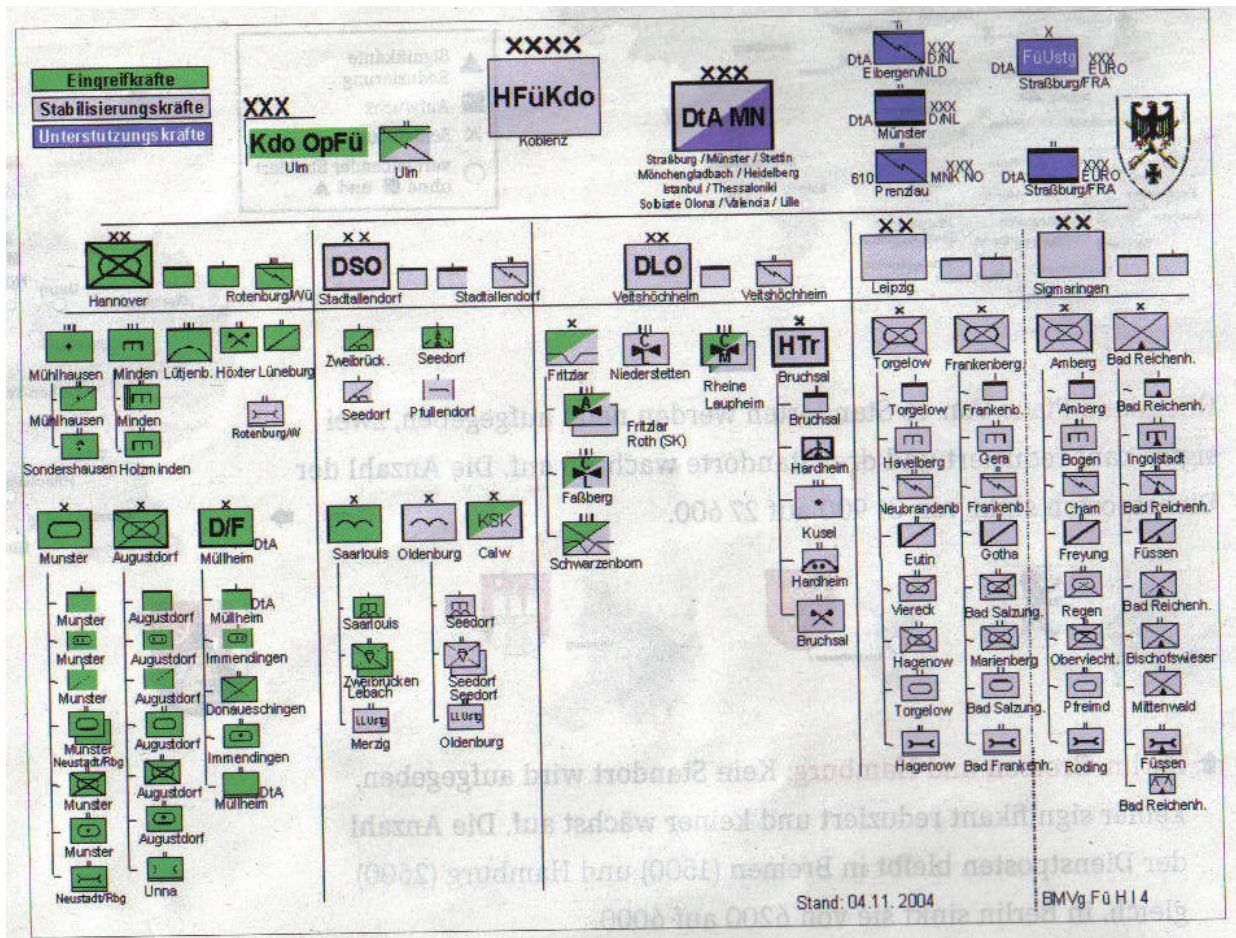 Eingreifkräfte
Stabilisierungskräfte
Unterstützungskräfte
XXX
Kdo OpFü
Ulm
Ulm
XXXX
HFüKdo
Koblenz
XXX
DtA MN
Straßburg / Münster / Stettin
Mönchengladbach / Heidelberg
Istanbul / Thessaloniki
Solbiate Olona / Valencia / Lille
DtA XXX D/NL
Eibergen/NLD
DtA XXX D/NL
Münster
610 XXX MNK NO
Prenzlau
X
DtA FüUstg XXX EURO
Straßburg/FRA
DtA XXX EURO
Straßburg/FRA
XX
Hannover
Rotenburg/Wü
XX
DSO
Stadtallendorf
Stadtallendorf
XX
DLO
Veitshöchheim
Veitshöchheim
XX
Leipzig
XX
Sigmaringen
Mühlhausen Minden Lütjenb. Höxter Lüneburg
Mühlhausen Minden
Rotenburg/W
Sondershausen Holzminden
X X X
D/F DtA
Munster Augustdorf Müllheim
DtA
Munster Augustdorf Müllheim
Munster Augustdorf Immendingen
Munster Augustdorf Donaueschingen
Munster Augustdorf Immendingen
Neustadt/Rbg
DtA
Munster Augustdorf Müllheim
Munster Augustdorf
Neustadt/Rbg Unna
Zweibrück. Seedorf
Seedorf Pfullendorf
X X X
KSK
Saarlouis Oldenburg Calw
Saarlouis Seedorf
Zweibrücken Seedorf
Lebach Seedorf
LL Ustg LL Ustg
Merzig Oldenburg
X
Fritzlar
C
Niederstetten
C
M
Rheine
Laupheim
X
HTr
Bruchsal
A
Fritzlar
Roth (SK)
C
L
Faßberg
Schwarzenborn
Bruchsal
Hardheim
Kusel
Hardheim
Bruchsal
X X X X
Torgelow Frankenberg Amberg Bad Reichenh.
Torgelow Frankenb. Amberg Bad Reichenh.
Havelberg Gera Bogen Ingolstadt
Neubrandenb Frankenb. Cham Bad Reichenh.
Eutin Gotha Freyung Füssen
Viereck Bad Salzung. Regen Bad Reichenh.
Hagenow Marienberg Oberviecht. Bischofswieser
Torgelow Bad Salzung. Pfreimd Mittenwald
Hagenow Bad Frankenh. Roding Füssen
Bad Reichenh.
Stand: 04.11. 2004
BMVg Fü H I 4